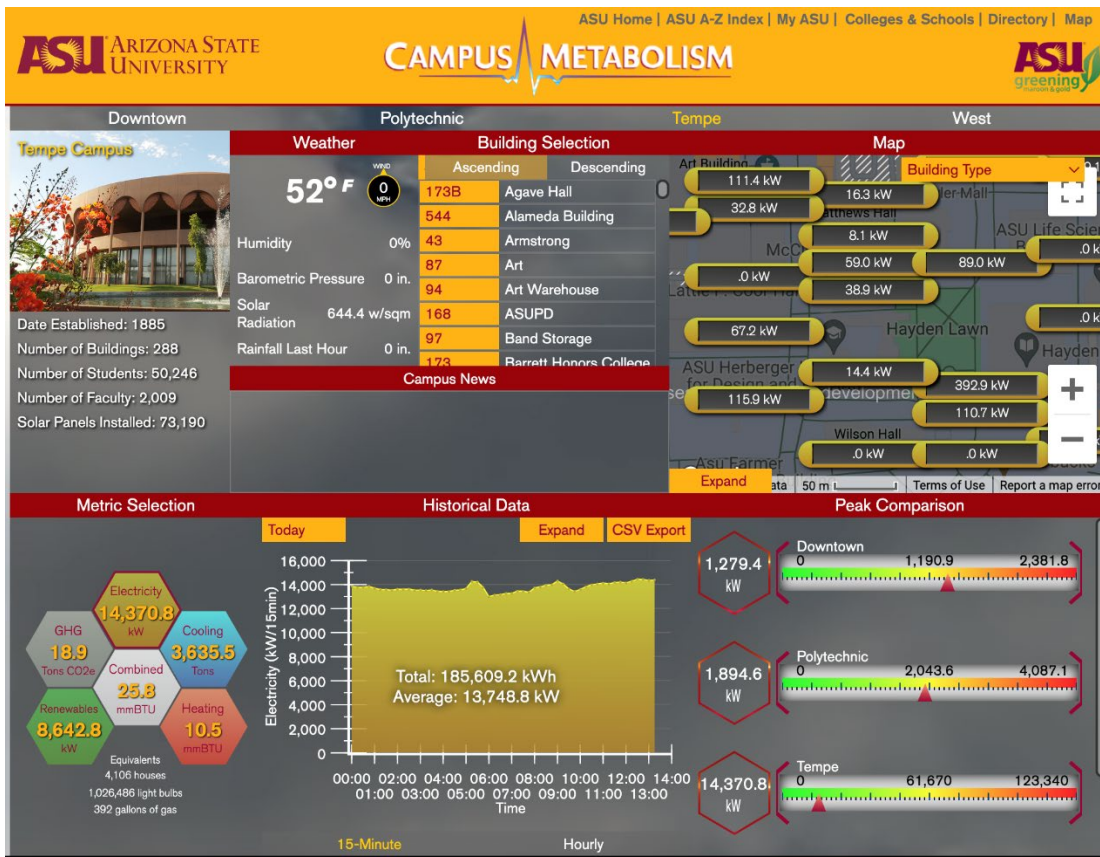 ASU Home | ASU A-Z Index | My ASU | Colleges & Schools | Directory | Map
ASU ARIZONA STATE UNIVERSITY
CAMPUS METABOLISM
ASU
greening
maroon & gold
Downtown
Polytechnic
Tempe
West
Tempe Campus
Date Established: 1885
Number of Buildings: 288
Number of Students: 50,246
Number of Faculty: 2,009
Solar Panels Installed: 73,190
Weather
52° F
WIND
0
MPH
Humidity 0%
Barometric Pressure 0 in.
Solar Radiation 644.4 w/sqm
Rainfall Last Hour 0 in.
Building Selection
Ascending Descending
173B Agave Hall
544 Alameda Building
43 Armstrong
87 Art
94 Art Warehouse
168 ASUPD
97 Band Storage
173 Barrett Honors College
Campus News
Map
Building Type
Art Building
111.4 kW
16.3 kW
32.8 kW
8.1 kW
59.0 kW
89.0 kW
.0 kW
38.9 kW
67.2 kW
Hayden Lawn
Hayden
ASU Herberger
for Design and
14.4 kW
392.9 kW
115.9 kW
110.7 kW
Wilson Hall
.0 kW
.0 kW
Expand
50 m
Terms of Use
Report a map error
Metric Selection
Electricity
14,370.8
kW
GHG
18.9
Tons CO2e
Cooling
3,635.5
Tons
Combined
25.8
mmBTU
Renewables
8,642.8
kW
Heating
10.5
mmBTU
Equivalents
4,106 houses
1,026,486 light bulbs
392 gallons of gas
Historical Data
Today
Expand
CSV Export
Electricity (kW/15min)
16,000
14,000
12,000
10,000
8,000
6,000
4,000
2,000
0
Total: 185,609.2 kWh
Average: 13,748.8 kW
00:00 02:00 04:00 06:00 08:00 10:00 12:00 14:00
01:00 03:00 05:00 07:00 09:00 11:00 13:00
Time
15-Minute
Hourly
Peak Comparison
1,279.4
kW
Downtown
0 1,190.9 2,381.8
1,894.6
kW
Polytechnic
0 2,043.6 4,087.1
14,370.8
kW
Tempe
0 61,670 123,340